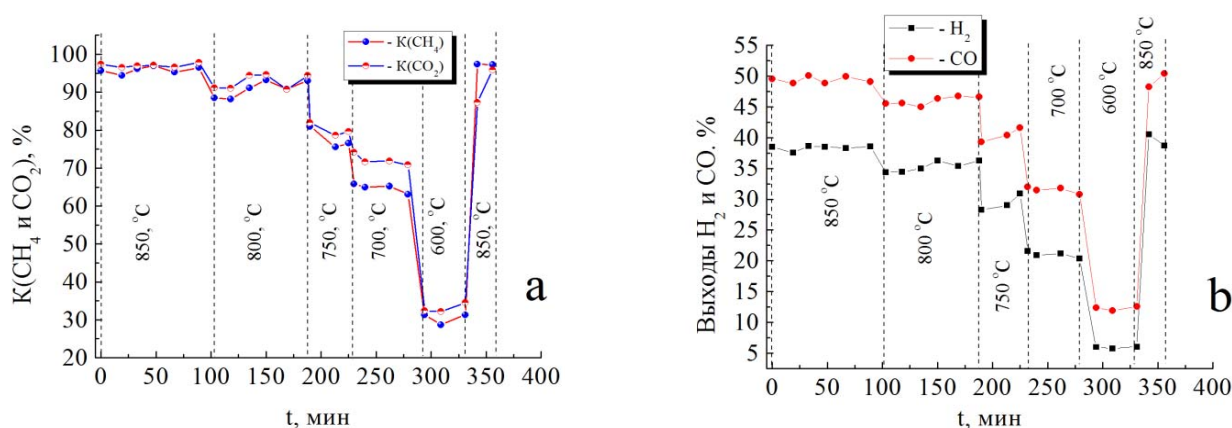 100
90
80
70
60
50
40
30
20
K(CH₄ и CO₂), %
- K(CH₄)
- K(CO₂)
850, °C
800, °C
750, °C
700, °C
600, °C
850, °C
a
0 50 100 150 200 250 300 350 400
t, мин
55
50
45
40
35
30
25
20
15
10
5
Выходы H₂ и CO. %
- H₂
- CO
850 °C
800 °C
750 °C
700 °C
600 °C
850 °C
b
0 50 100 150 200 250 300 350 400
t, мин